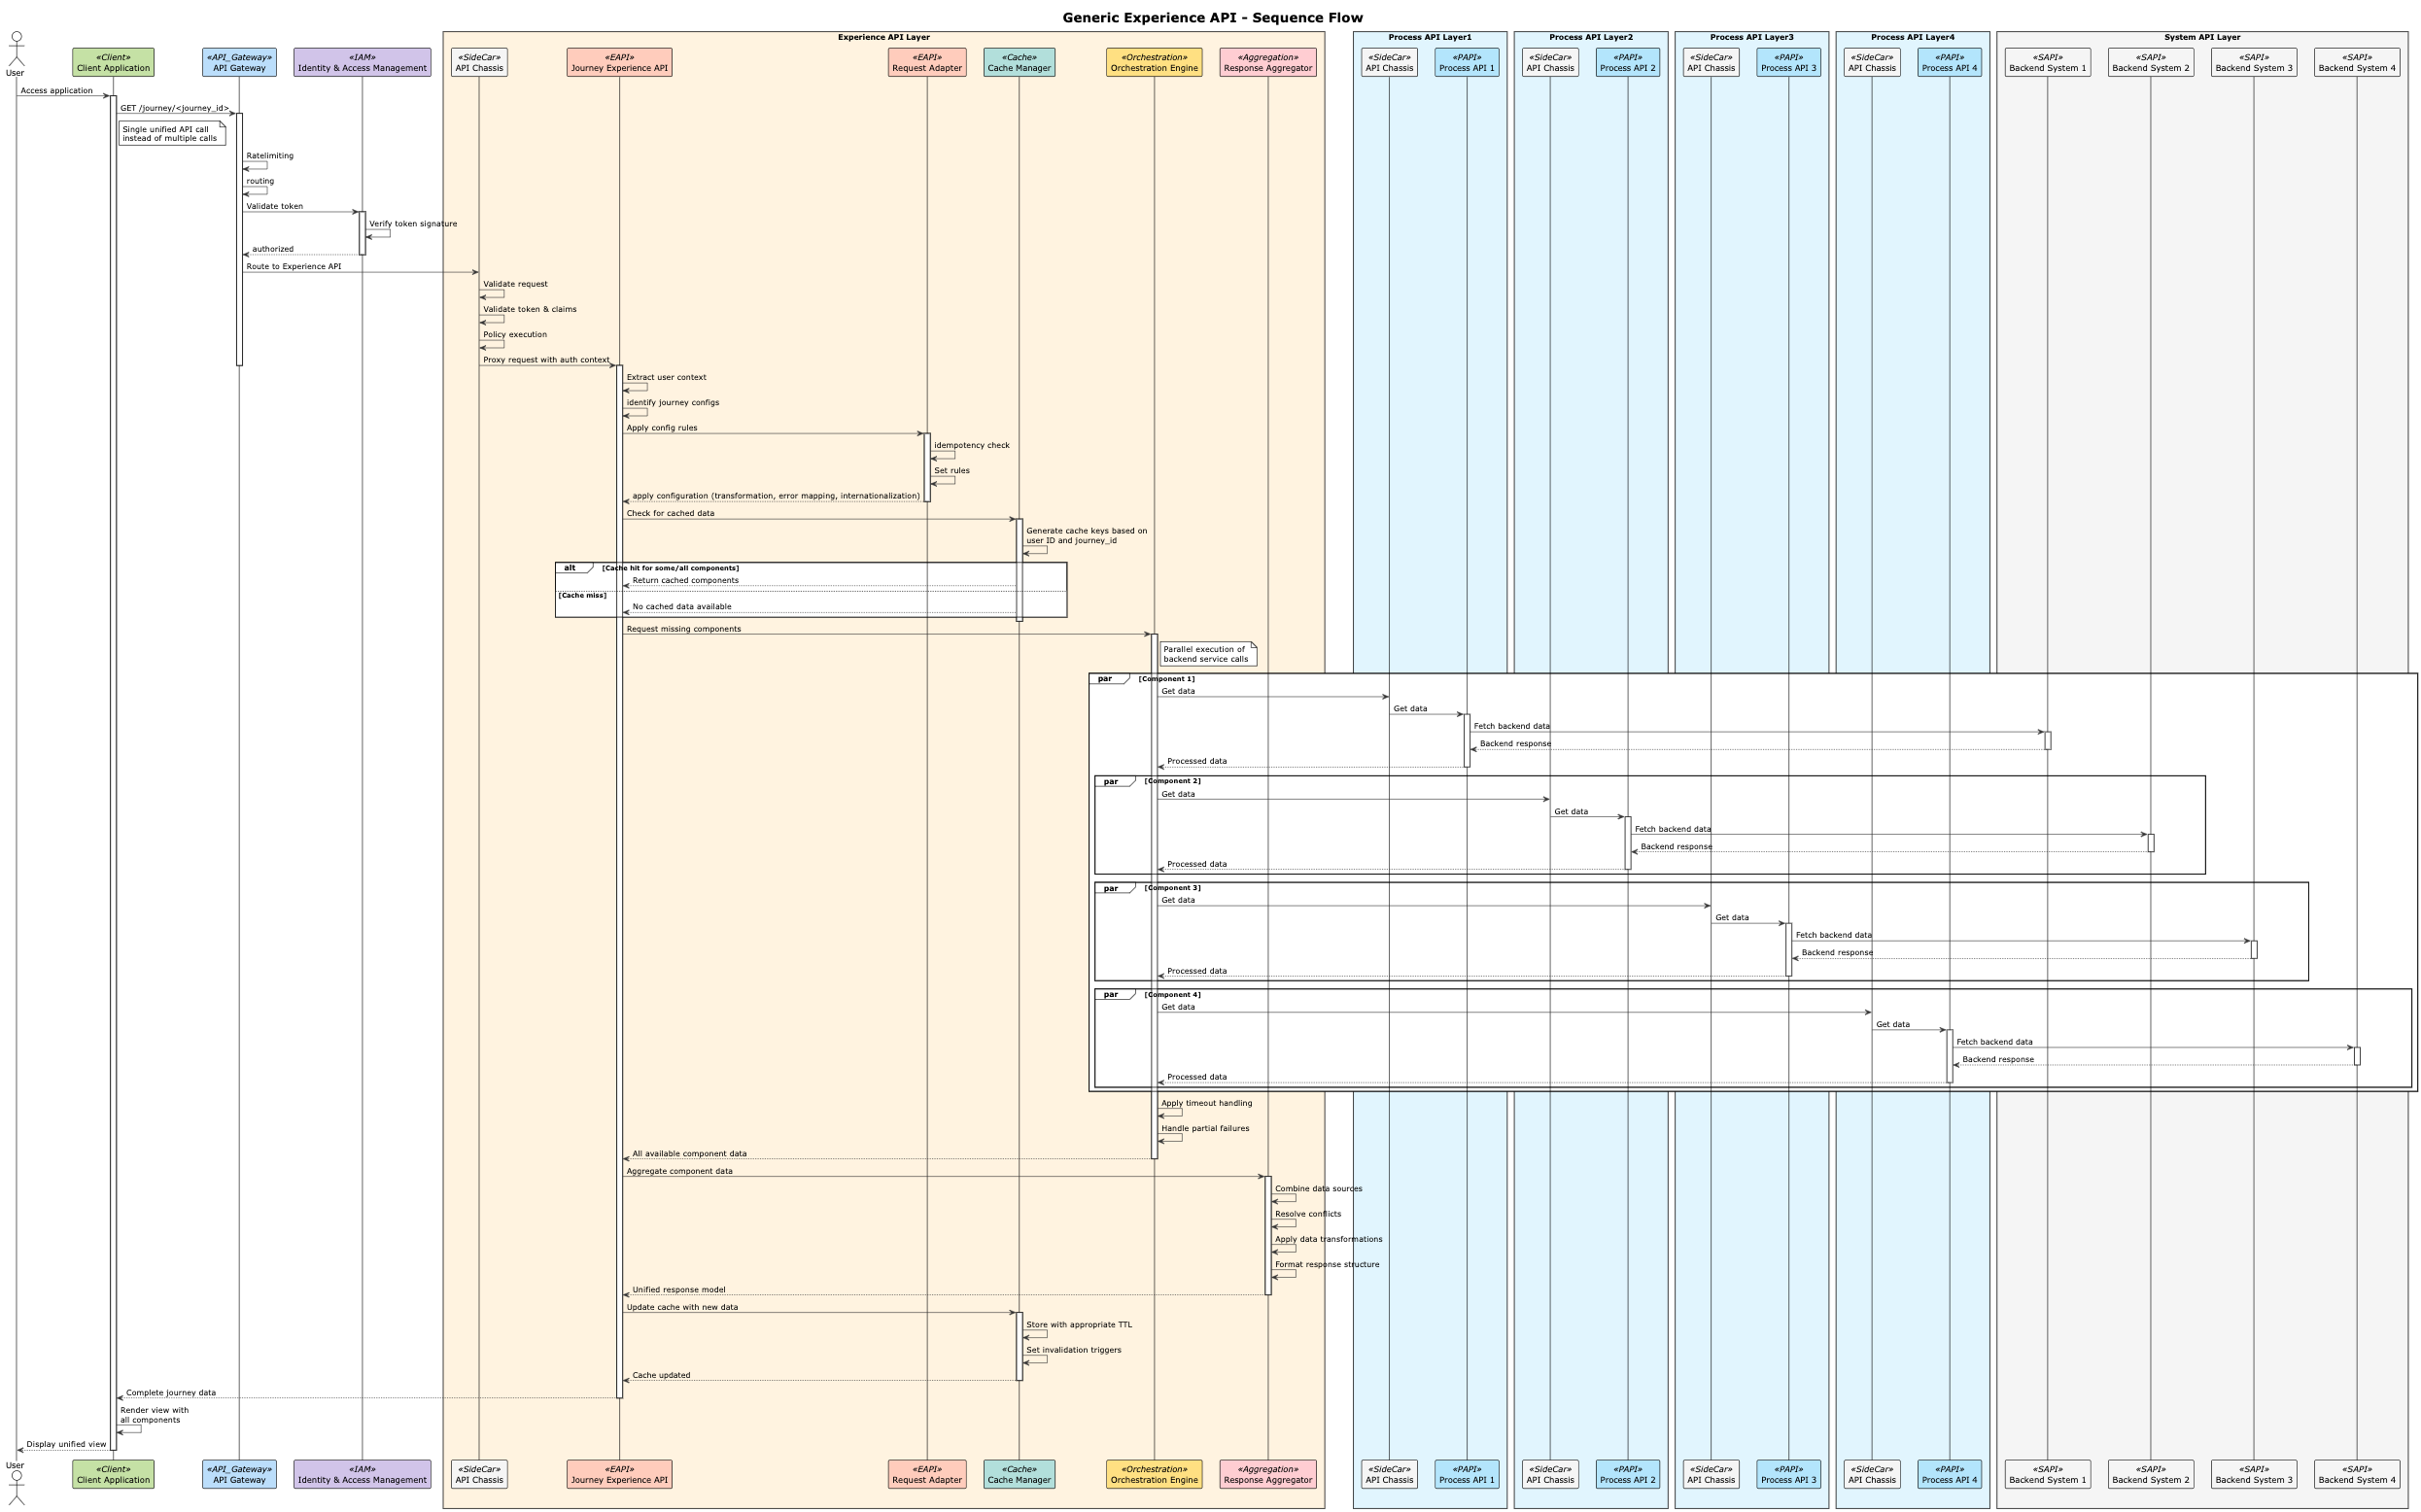 Generic Experience API - Sequence Flow
Experience API Layer
Process API Layer1
Process API Layer2
Process API Layer3
Process API Layer4
System API Layer
User
«Client»
Client Application
«API_Gateway»
API Gateway
«IAM»
Identity & Access Management
«SideCar»
API Chassis
«EAPI»
Journey Experience API
«EAPI»
Request Adapter
«Cache»
Cache Manager
«Orchestration»
Orchestration Engine
«Aggregation»
Response Aggregator
«SideCar»
API Chassis
«PAPI»
Process API 1
«SideCar»
API Chassis
«PAPI»
Process API 2
«SideCar»
API Chassis
«PAPI»
Process API 3
«SideCar»
API Chassis
«PAPI»
Process API 4
«SAPI»
Backend System 1
«SAPI»
Backend System 2
«SAPI»
Backend System 3
«SAPI»
Backend System 4
Access application
GET /journey/<journey_id>
Single unified API call
instead of multiple calls
Ratelimiting
routing
Validate token
Verify token signature
authorized
Route to Experience API
Validate request
Validate token & claims
Policy execution
Proxy request with auth context
Extract user context
identify journey configs
Apply config rules
idempotency check
Set rules
apply configuration (transformation, error mapping, internationalization)
Check for cached data
Generate cache keys based on
user ID and journey_id
alt [Cache hit for some/all components]
Return cached components
[Cache miss]
No cached data available
Request missing components
Parallel execution of
backend service calls
par [Component 1]
Get data
Get data
Fetch backend data
Backend response
Processed data
par [Component 2]
Get data
Get data
Fetch backend data
Backend response
Processed data
par [Component 3]
Get data
Get data
Fetch backend data
Backend response
Processed data
par [Component 4]
Get data
Get data
Fetch backend data
Backend response
Processed data
Apply timeout handling
Handle partial failures
All available component data
Aggregate component data
Combine data sources
Resolve conflicts
Apply data transformations
Format response structure
Unified response model
Update cache with new data
Store with appropriate TTL
Set invalidation triggers
Cache updated
Complete journey data
Render view with
all components
Display unified view
User
«Client»
Client Application
«API_Gateway»
API Gateway
«IAM»
Identity & Access Management
«SideCar»
API Chassis
«EAPI»
Journey Experience API
«EAPI»
Request Adapter
«Cache»
Cache Manager
«Orchestration»
Orchestration Engine
«Aggregation»
Response Aggregator
«SideCar»
API Chassis
«PAPI»
Process API 1
«SideCar»
API Chassis
«PAPI»
Process API 2
«SideCar»
API Chassis
«PAPI»
Process API 3
«SideCar»
API Chassis
«PAPI»
Process API 4
«SAPI»
Backend System 1
«SAPI»
Backend System 2
«SAPI»
Backend System 3
«SAPI»
Backend System 4